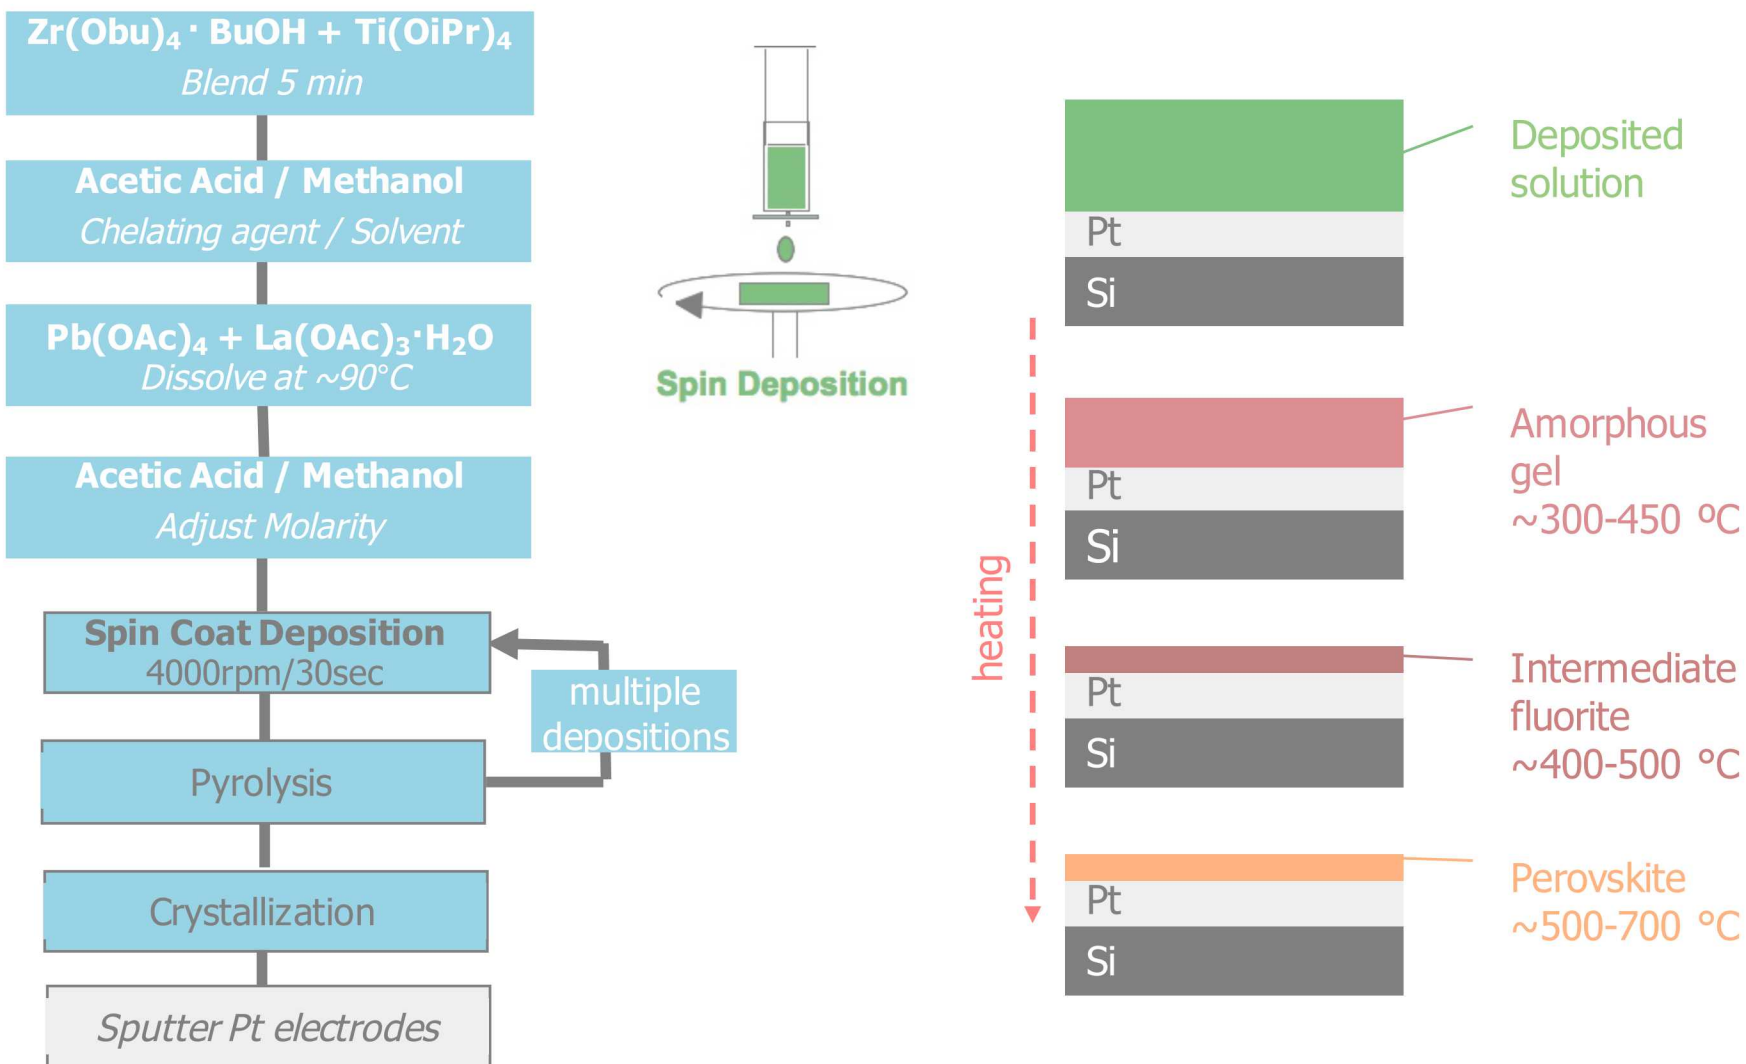 Zr(Obu)₄ · BuOH + Ti(OiPr)₄
Blend 5 min
Acetic Acid / Methanol
Chelating agent / Solvent
Pb(OAc)₄ + La(OAc)₃·H₂O
Dissolve at ~90°C
Acetic Acid / Methanol
Adjust Molarity
Spin Coat Deposition
4000rpm/30sec
multiple
depositions
Pyrolysis
Crystallization
Sputter Pt electrodes
Spin Deposition
heating
Deposited
solution
Pt
Si
Amorphous
gel
~300-450 ºC
Pt
Si
Intermediate
fluorite
~400-500 °C
Pt
Si
Perovskite
~500-700 °C
Pt
Si